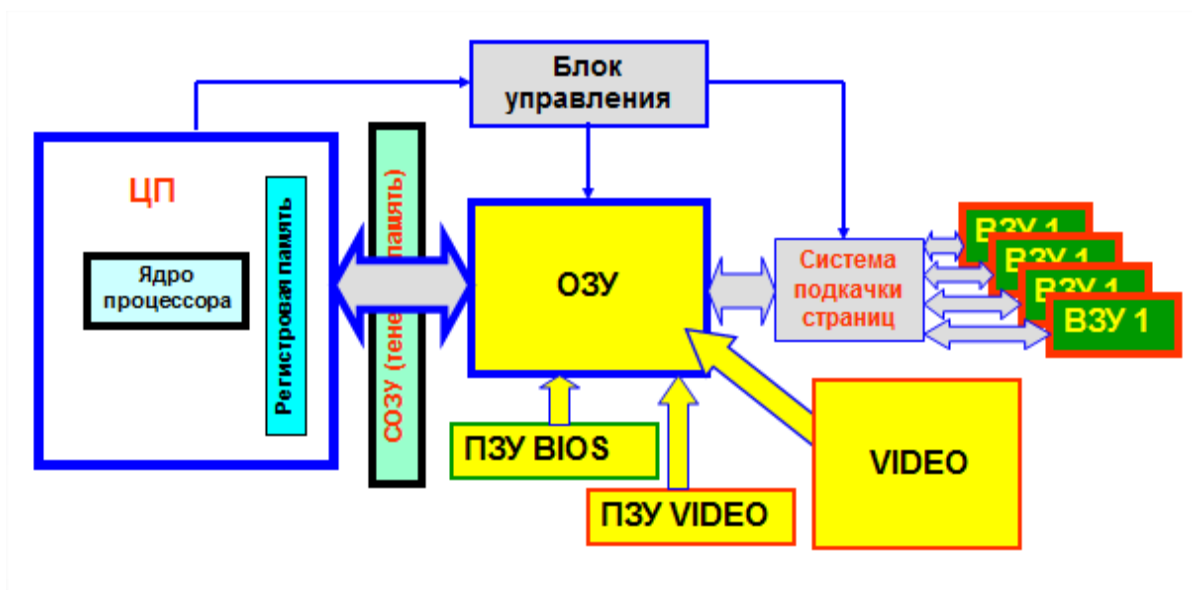 Блок
управления
ЦП
Ядро
процессора
Регистровая память
СОЗУ (тене память)
ОЗУ
Система
подкачки
страниц
ВЗУ 1
ВЗУ 1
ВЗУ 1
ВЗУ 1
ПЗУ BIOS
ПЗУ VIDEO
VIDEO